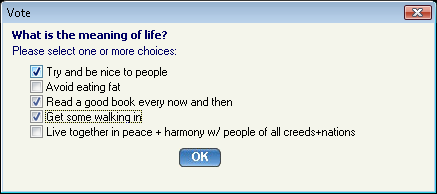 Vote
What is the meaning of life?
Please select one or more choices:
Try and be nice to people
Avoid eating fat
Read a good book every now and then
Get some walking in
Live together in peace + harmony w/ people of all creeds+nations
OK